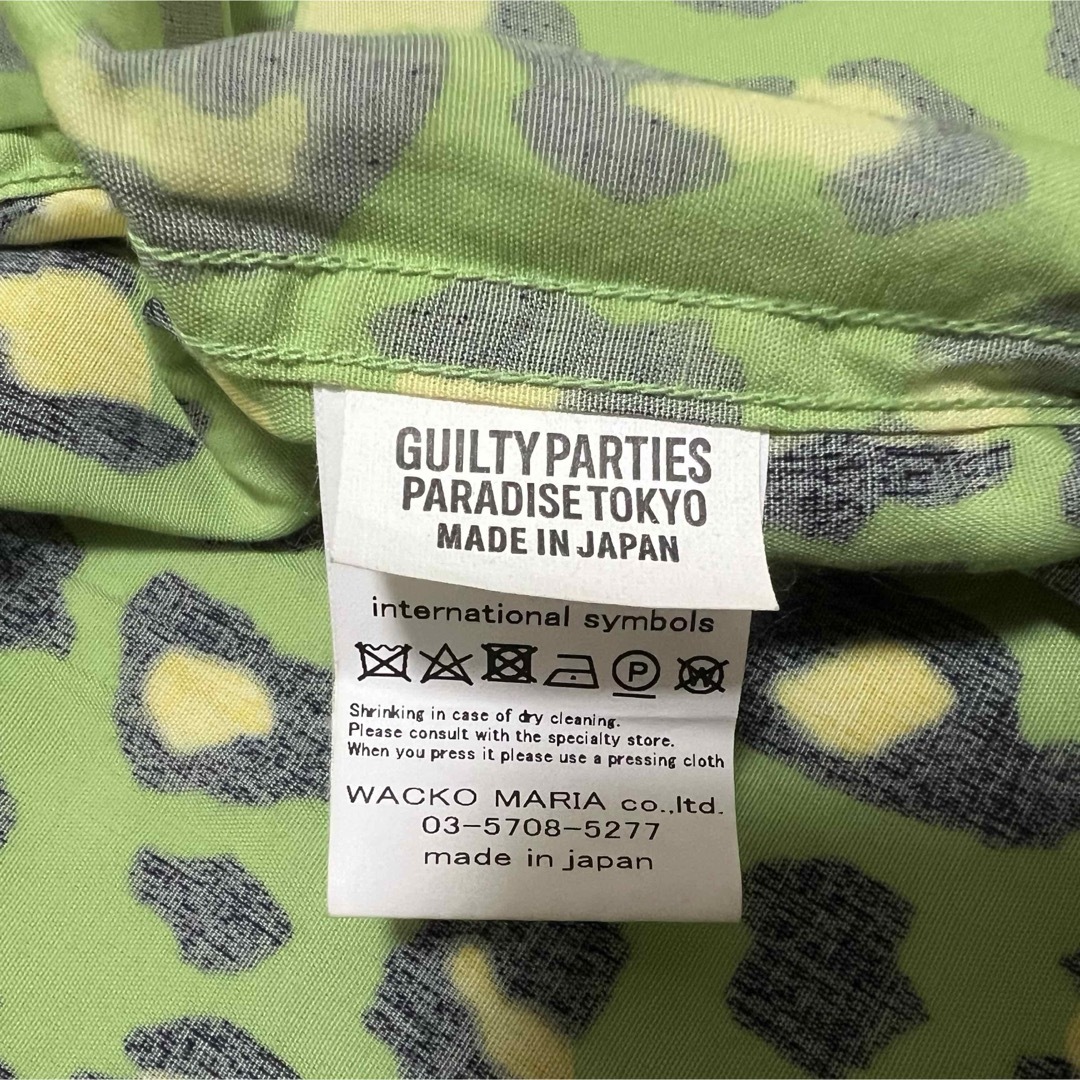 GUILTY PARTIES
PARADISE TOKYO
MADE IN JAPAN
international symbols
P W
Shrinking in case of dry cleaning.
Please consult with the specialty store.
When you press it please use a pressing cloth
WACKO MARIA co.,ltd.
03-5708-5277
made in japan